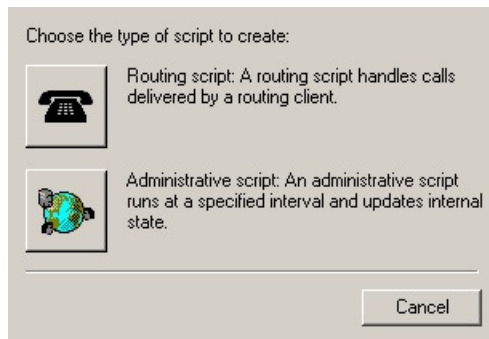 Choose the type of script to create:
Routing script: A routing script handles calls
delivered by a routing client.
Administrative script: An administrative script
runs at a specified interval and updates internal
state.
Cancel